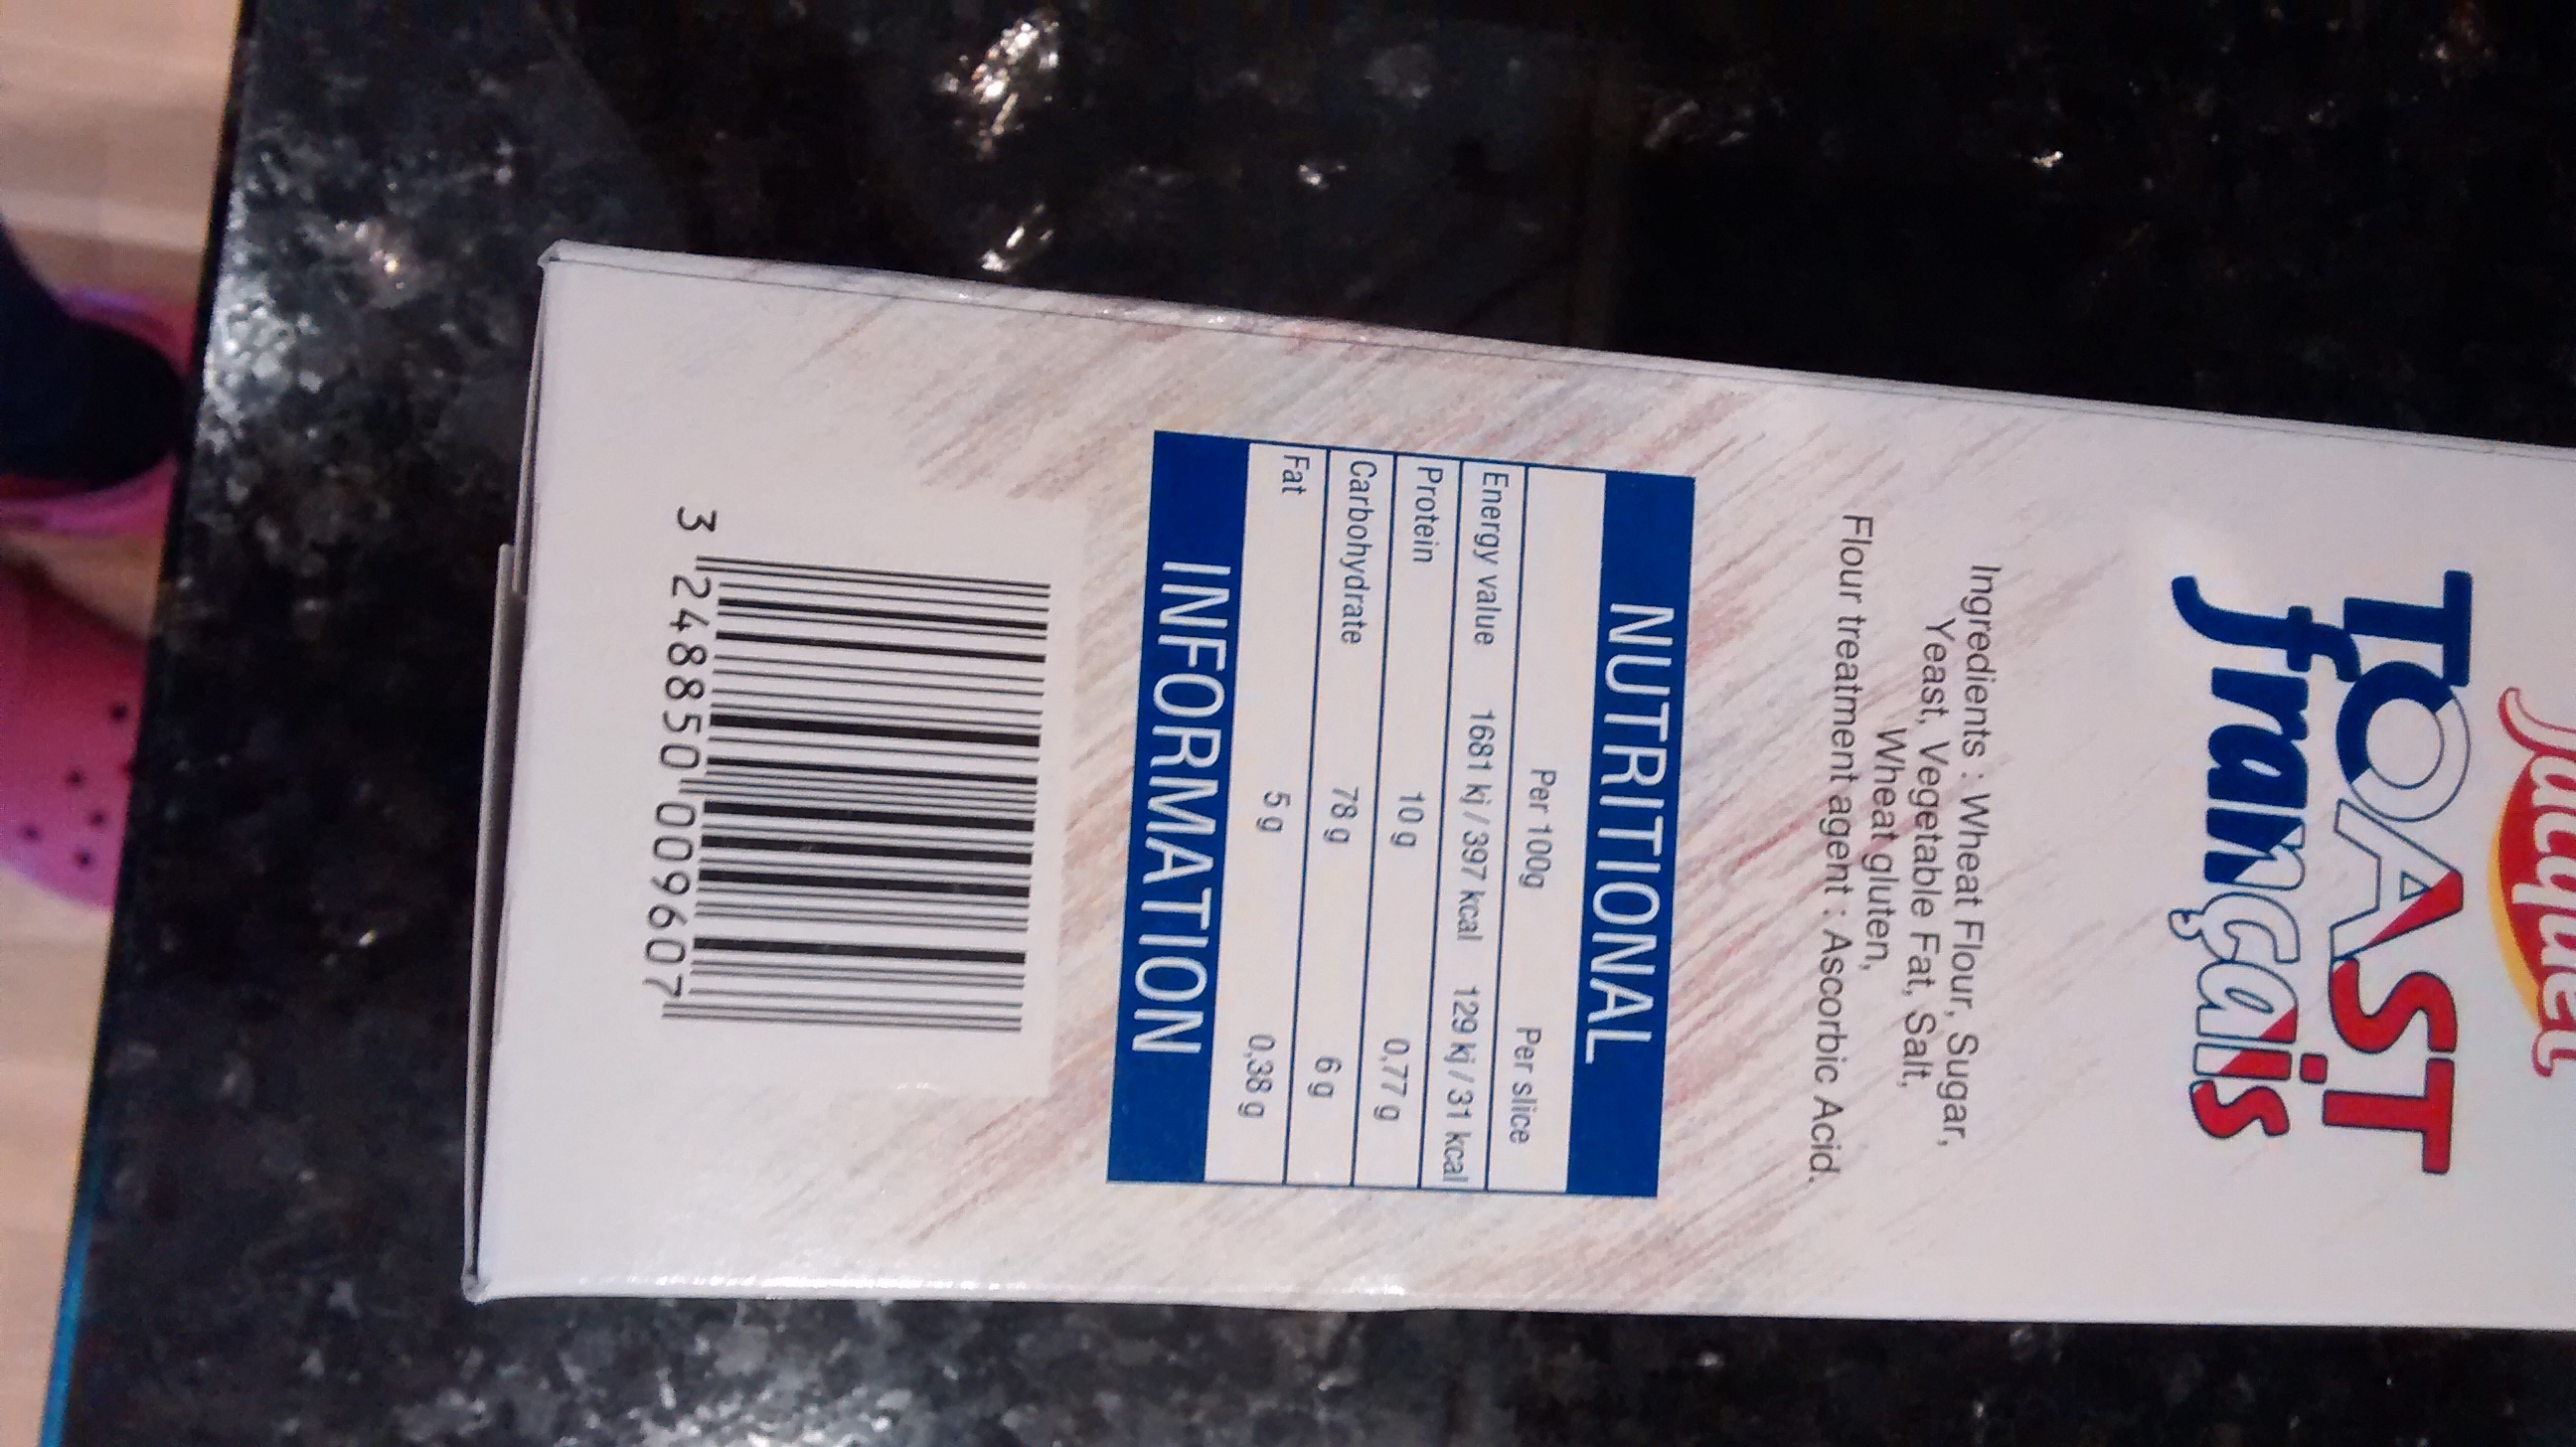 Jacquet
TOAST
français
Ingredients : Wheat Flour, Sugar,
Yeast, Vegetable Fat, Salt,
Wheat gluten,
Flour treatment agent : Ascorbic Acid.
NUTRITIONAL
Per 100g Per slice
Energy value 1681 kj / 397 kcal 129 kj / 31 kcal
Protein 10 g 0,77 g
Carbohydrate 78 g 6 g
Fat 5 g 0,38 g
INFORMATION
3 248850 009607